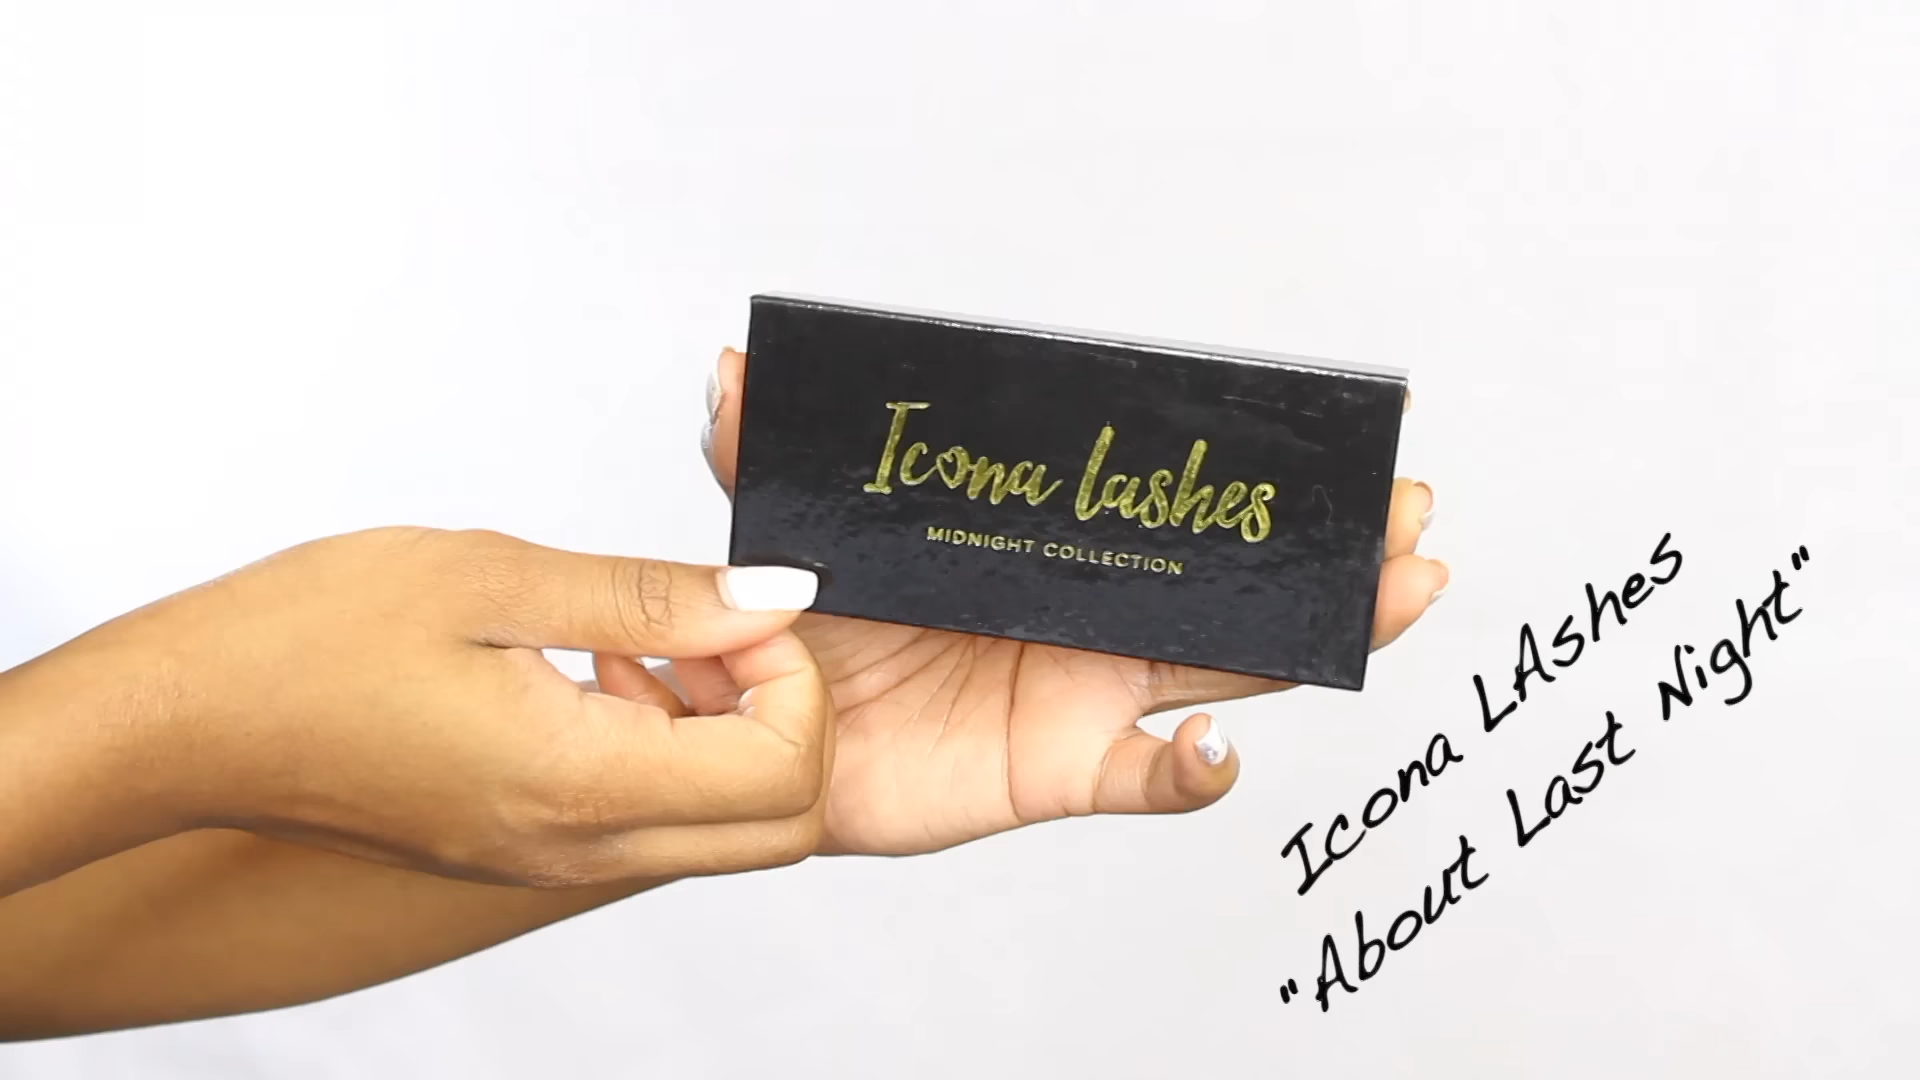 Icona lashes
MIDNIGHT COLLECTION
Icona LAshes
"About Last Night"